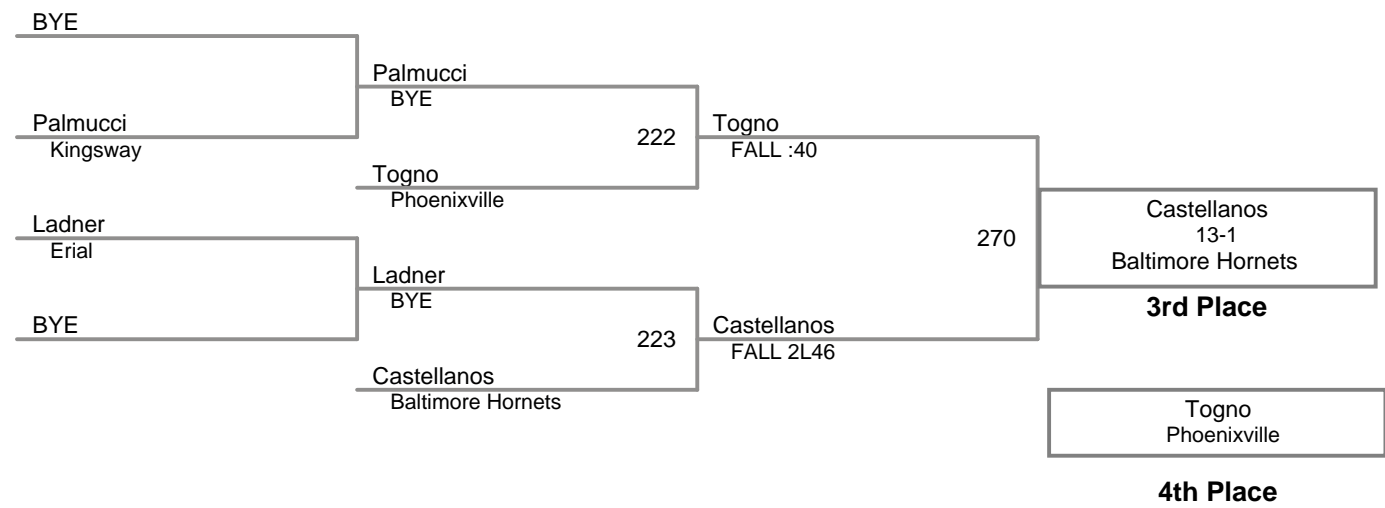 BYE
Palmucci
BYE
Palmucci
Kingsway
222
Togno
FALL :40
Togno
Phoenixville
Ladner
Erial
270
Castellanos
13-1
Baltimore Hornets
3rd Place
Ladner
BYE
BYE
223
Castellanos
FALL 2L46
Castellanos
Baltimore Hornets
Togno
Phoenixville
4th Place